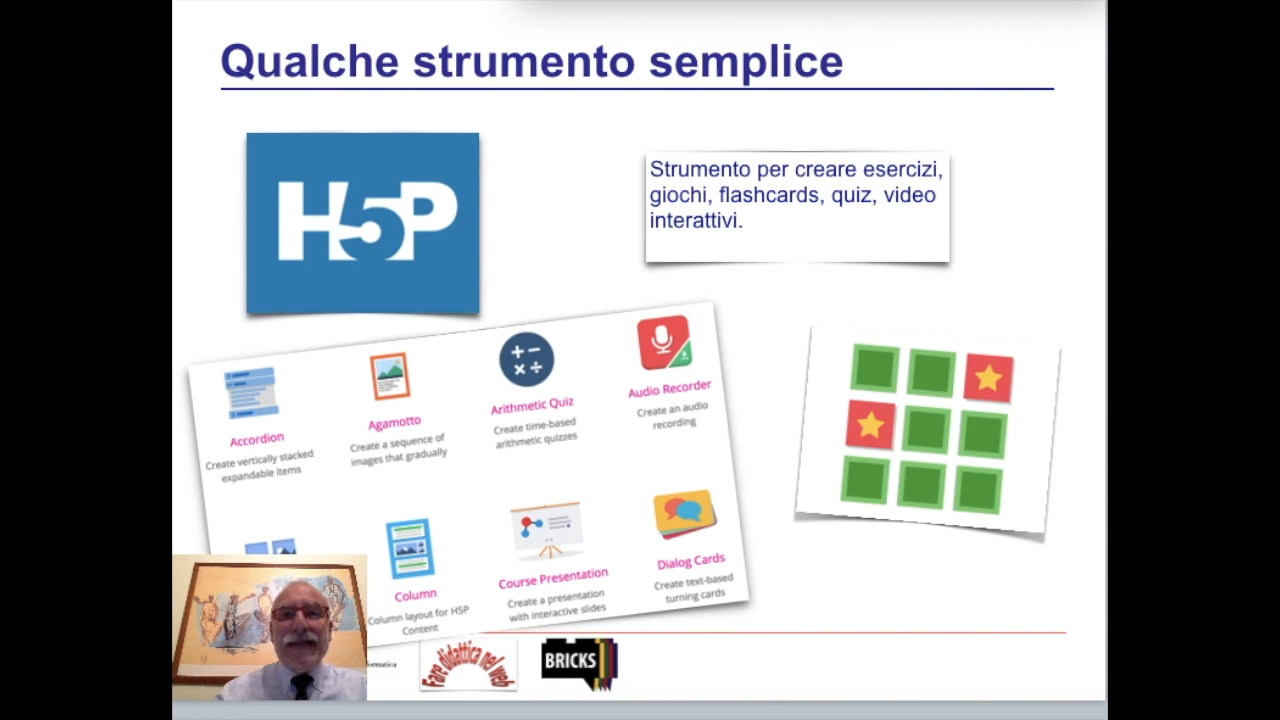 Qualche strumento semplice
H5P
Strumento per creare esercizi,
giochi, flashcards, quiz, video
interattivi.
Accordion
Create vertically stacked
expandable items
Agamotto
Create a sequence of
images that gradually
Arithmetic Quiz
Create time-based
arithmetic quizzes
Audio Recorder
Create an audio
recording
Column
Column layout for H5P
Content
Course Presentation
Create a presentation
with interactive slides
Dialog Cards
Create text-based
turning cards
Fare didattica nel web
BRICKS